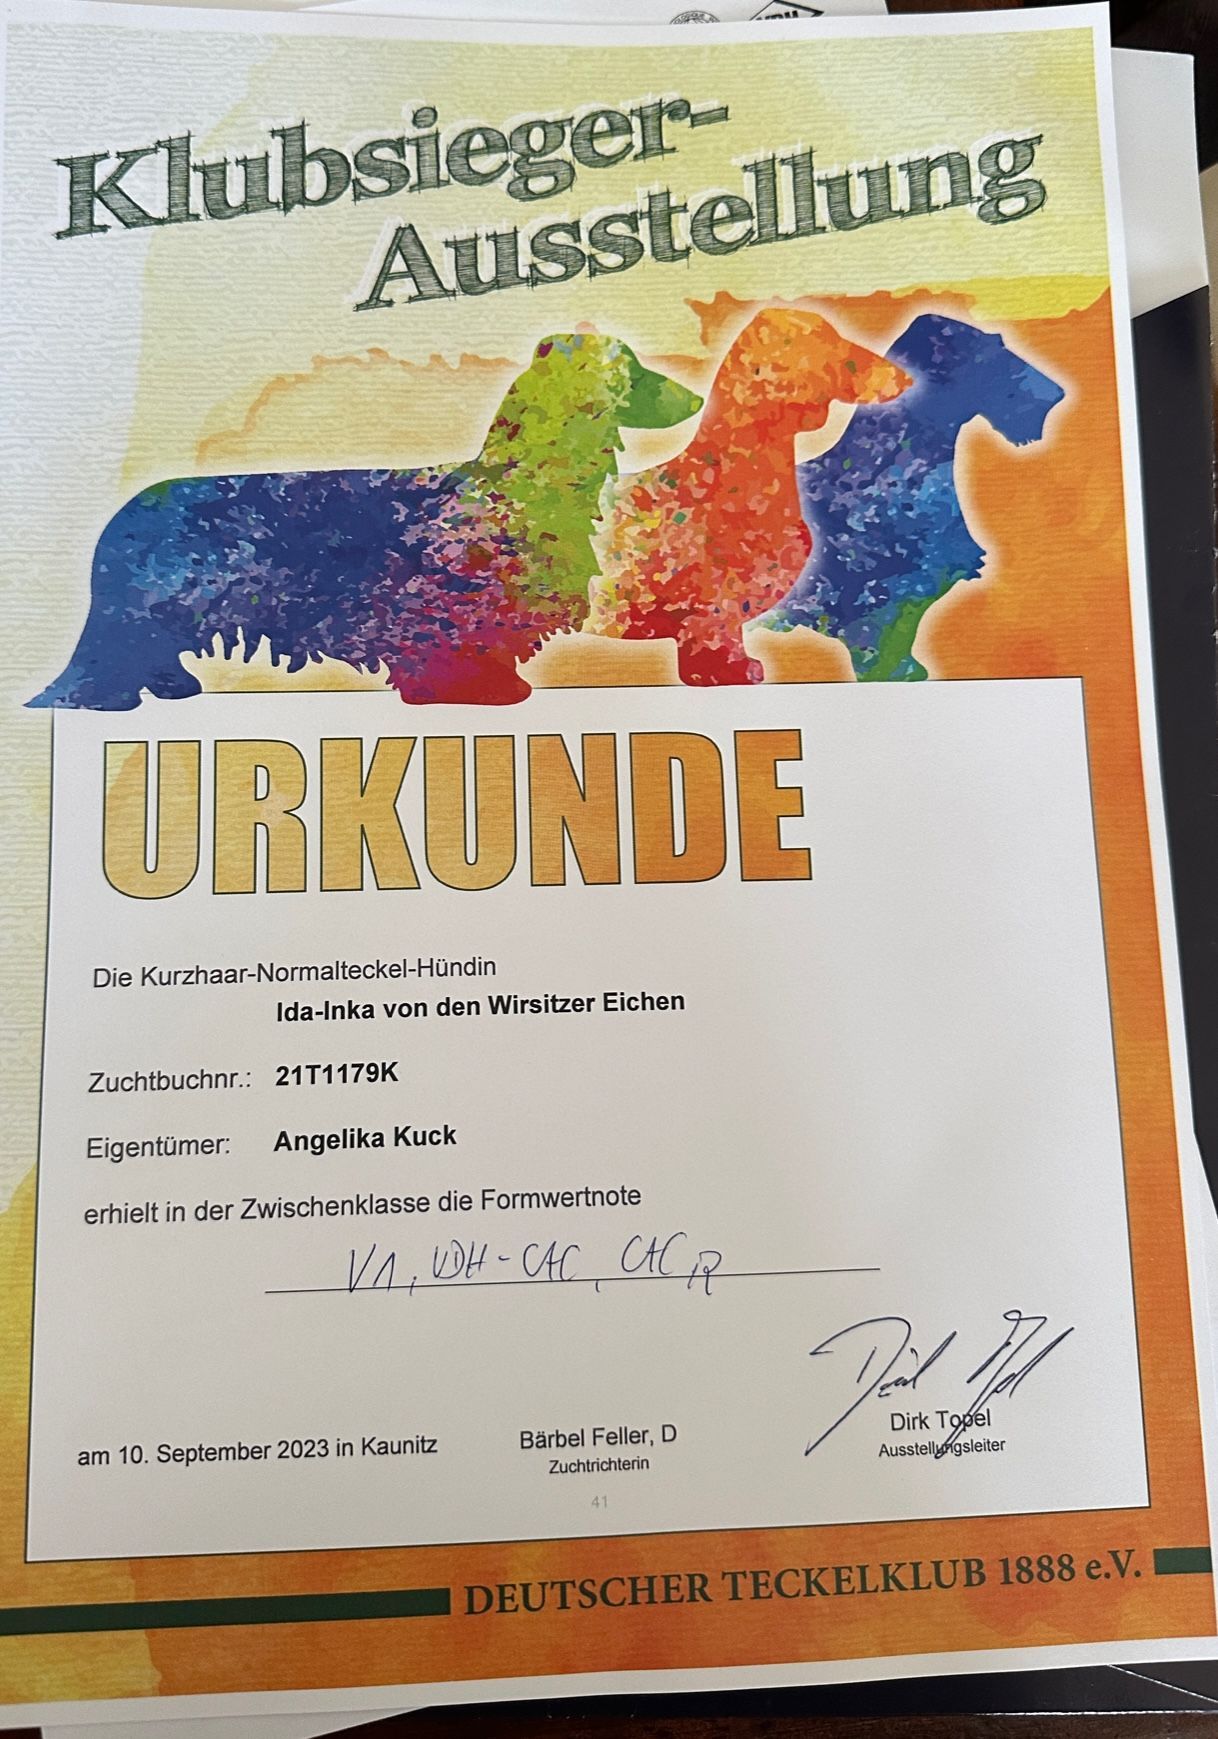 Klubsieger-
Ausstellung
URKUNDE
Die Kurzhaar-Normalteckel-Hündin
Ida-Inka von den Wirsitzer Eichen
Zuchtbuchnr.: 21T1179K
Eigentümer: Angelika Kuck
erhielt in der Zwischenklasse die Formwertnote
V1, VDH-CAC, CAC R
am 10. September 2023 in Kaunitz
Bärbel Feller, D
Zuchtrichterin
Dirk Topel
Ausstellungsleiter
41
DEUTSCHER TECKELKLUB 1888 e.V.